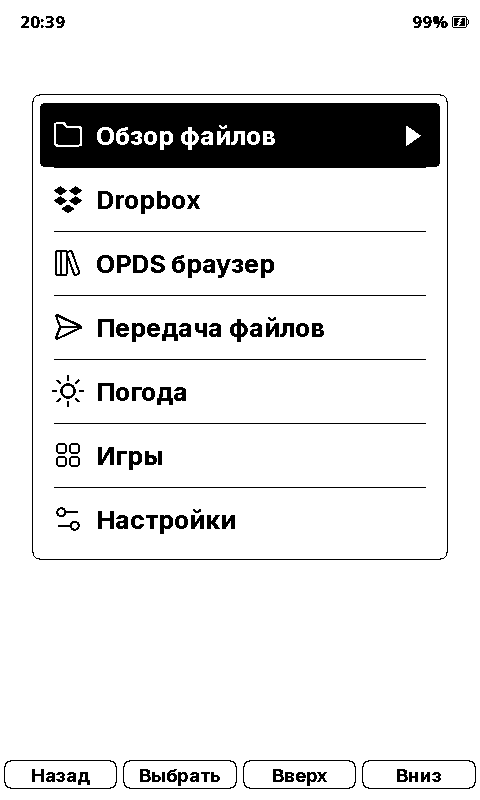 20:39 99%
Обзор файлов
Dropbox
OPDS браузер
Передача файлов
Погода
Игры
Настройки
Назад Выбрать Вверх Вниз